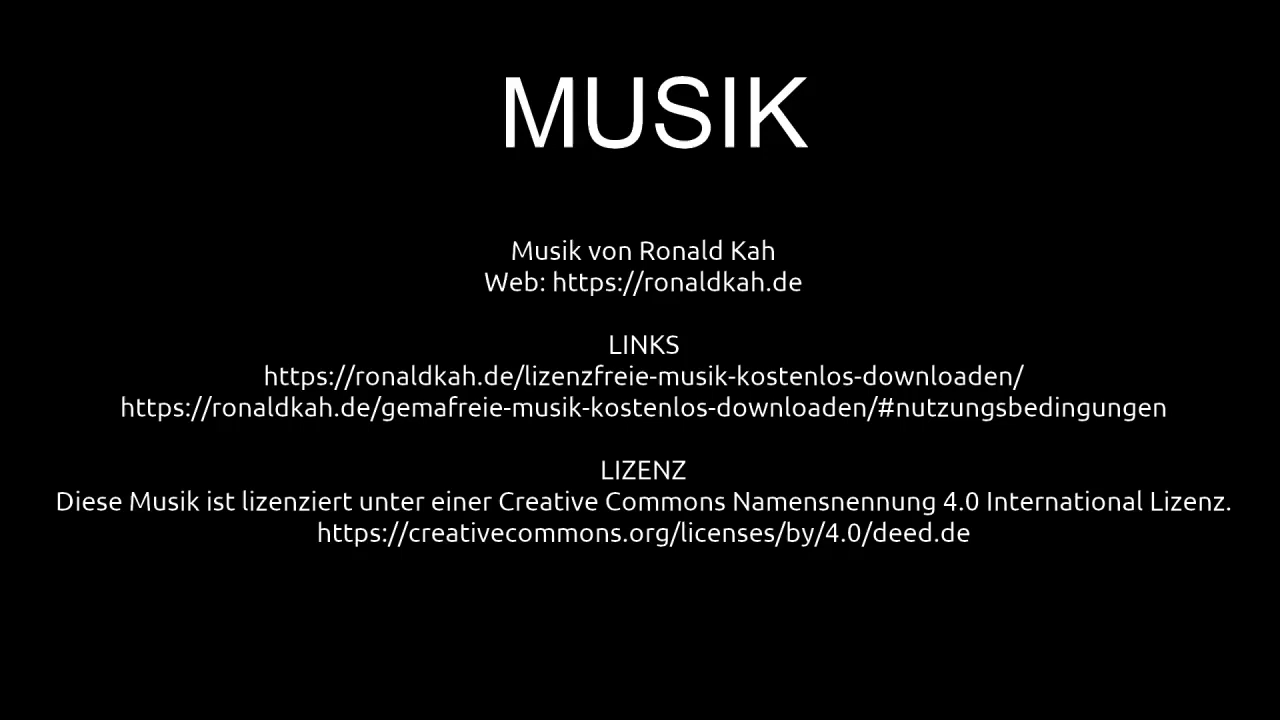 MUSIK
Musik von Ronald Kah
Web: https://ronaldkah.de
LINKS
https://ronaldkah.de/lizenzfreie-musik-kostenlos-downloaden/
https://ronaldkah.de/gemafreie-musik-kostenlos-downloaden/#nutzungsbedingungen
LIZENZ
Diese Musik ist lizenziert unter einer Creative Commons Namensnennung 4.0 International Lizenz.
https://creativecommons.org/licenses/by/4.0/deed.de